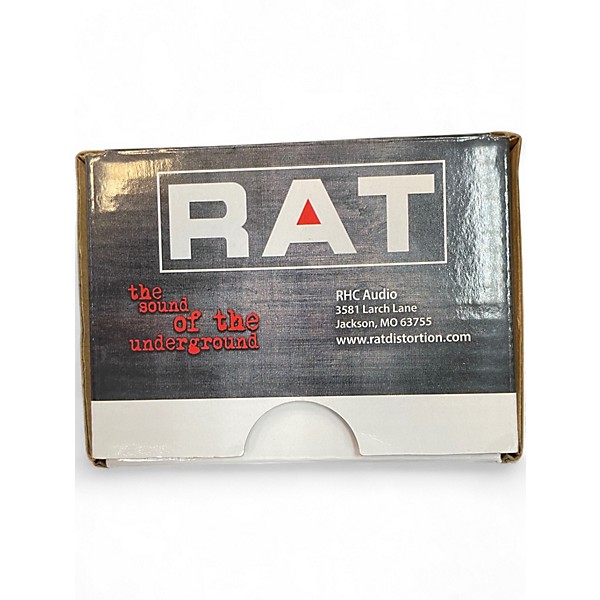 RAT
the
sound
of the
underground
RHC Audio
3581 Larch Lane
Jackson, MO 63755
www.ratdistortion.com